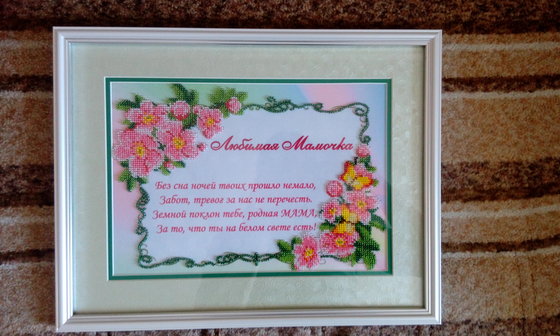 Любимая Мамочка
Без сна ночей твоих прошло немало,
Забот, тревог за нас не перечесть.
Земной поклон тебе, родная МАМА,
За то, что ты на белом свете есть!